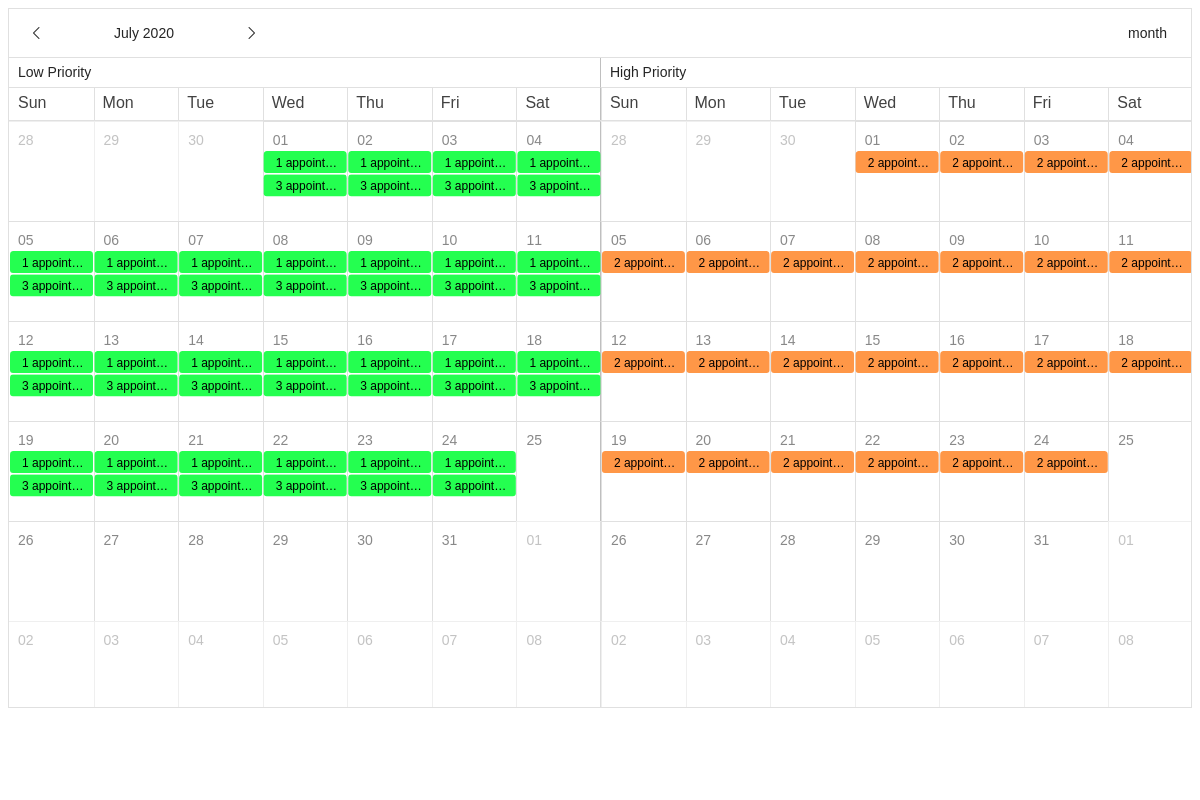 July 2020 month
Low Priority High Priority
Sun Mon Tue Wed Thu Fri Sat Sun Mon Tue Wed Thu Fri Sat
28 29 30 01 02 03 04 28 29 30 01 02 03 04
1 appoint… 1 appoint… 1 appoint… 1 appoint… 2 appoint… 2 appoint… 2 appoint… 2 appoint…
3 appoint… 3 appoint… 3 appoint… 3 appoint…
05 06 07 08 09 10 11 05 06 07 08 09 10 11
1 appoint… 1 appoint… 1 appoint… 1 appoint… 1 appoint… 1 appoint… 1 appoint… 2 appoint… 2 appoint… 2 appoint… 2 appoint… 2 appoint… 2 appoint… 2 appoint…
3 appoint… 3 appoint… 3 appoint… 3 appoint… 3 appoint… 3 appoint… 3 appoint…
12 13 14 15 16 17 18 12 13 14 15 16 17 18
1 appoint… 1 appoint… 1 appoint… 1 appoint… 1 appoint… 1 appoint… 1 appoint… 2 appoint… 2 appoint… 2 appoint… 2 appoint… 2 appoint… 2 appoint… 2 appoint…
3 appoint… 3 appoint… 3 appoint… 3 appoint… 3 appoint… 3 appoint… 3 appoint…
19 20 21 22 23 24 25 19 20 21 22 23 24 25
1 appoint… 1 appoint… 1 appoint… 1 appoint… 1 appoint… 1 appoint… 2 appoint… 2 appoint… 2 appoint… 2 appoint… 2 appoint… 2 appoint…
3 appoint… 3 appoint… 3 appoint… 3 appoint… 3 appoint… 3 appoint…
26 27 28 29 30 31 01 26 27 28 29 30 31 01
02 03 04 05 06 07 08 02 03 04 05 06 07 08